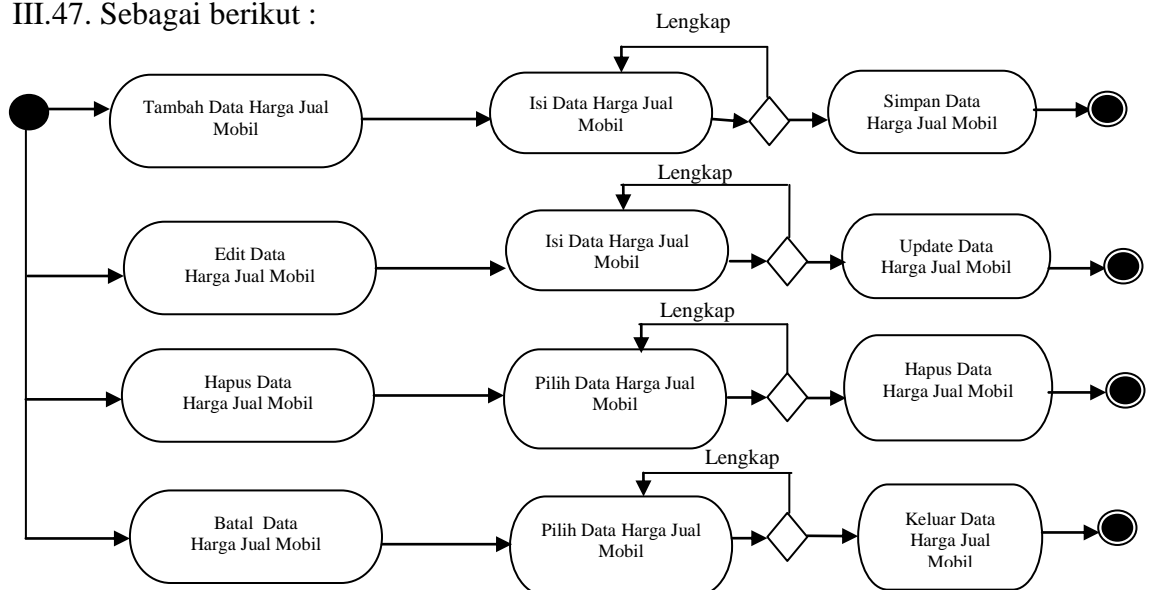 III.47. Sebagai berikut :
Lengkap
Tambah Data Harga Jual
Mobil
Isi Data Harga Jual
Mobil
Simpan Data
Harga Jual Mobil
Lengkap
Edit Data
Harga Jual Mobil
Isi Data Harga Jual
Mobil
Update Data
Harga Jual Mobil
Lengkap
Hapus Data
Harga Jual Mobil
Pilih Data Harga Jual
Mobil
Hapus Data
Harga Jual Mobil
Lengkap
Batal Data
Harga Jual Mobil
Pilih Data Harga Jual
Mobil
Keluar Data
Harga Jual
Mobil